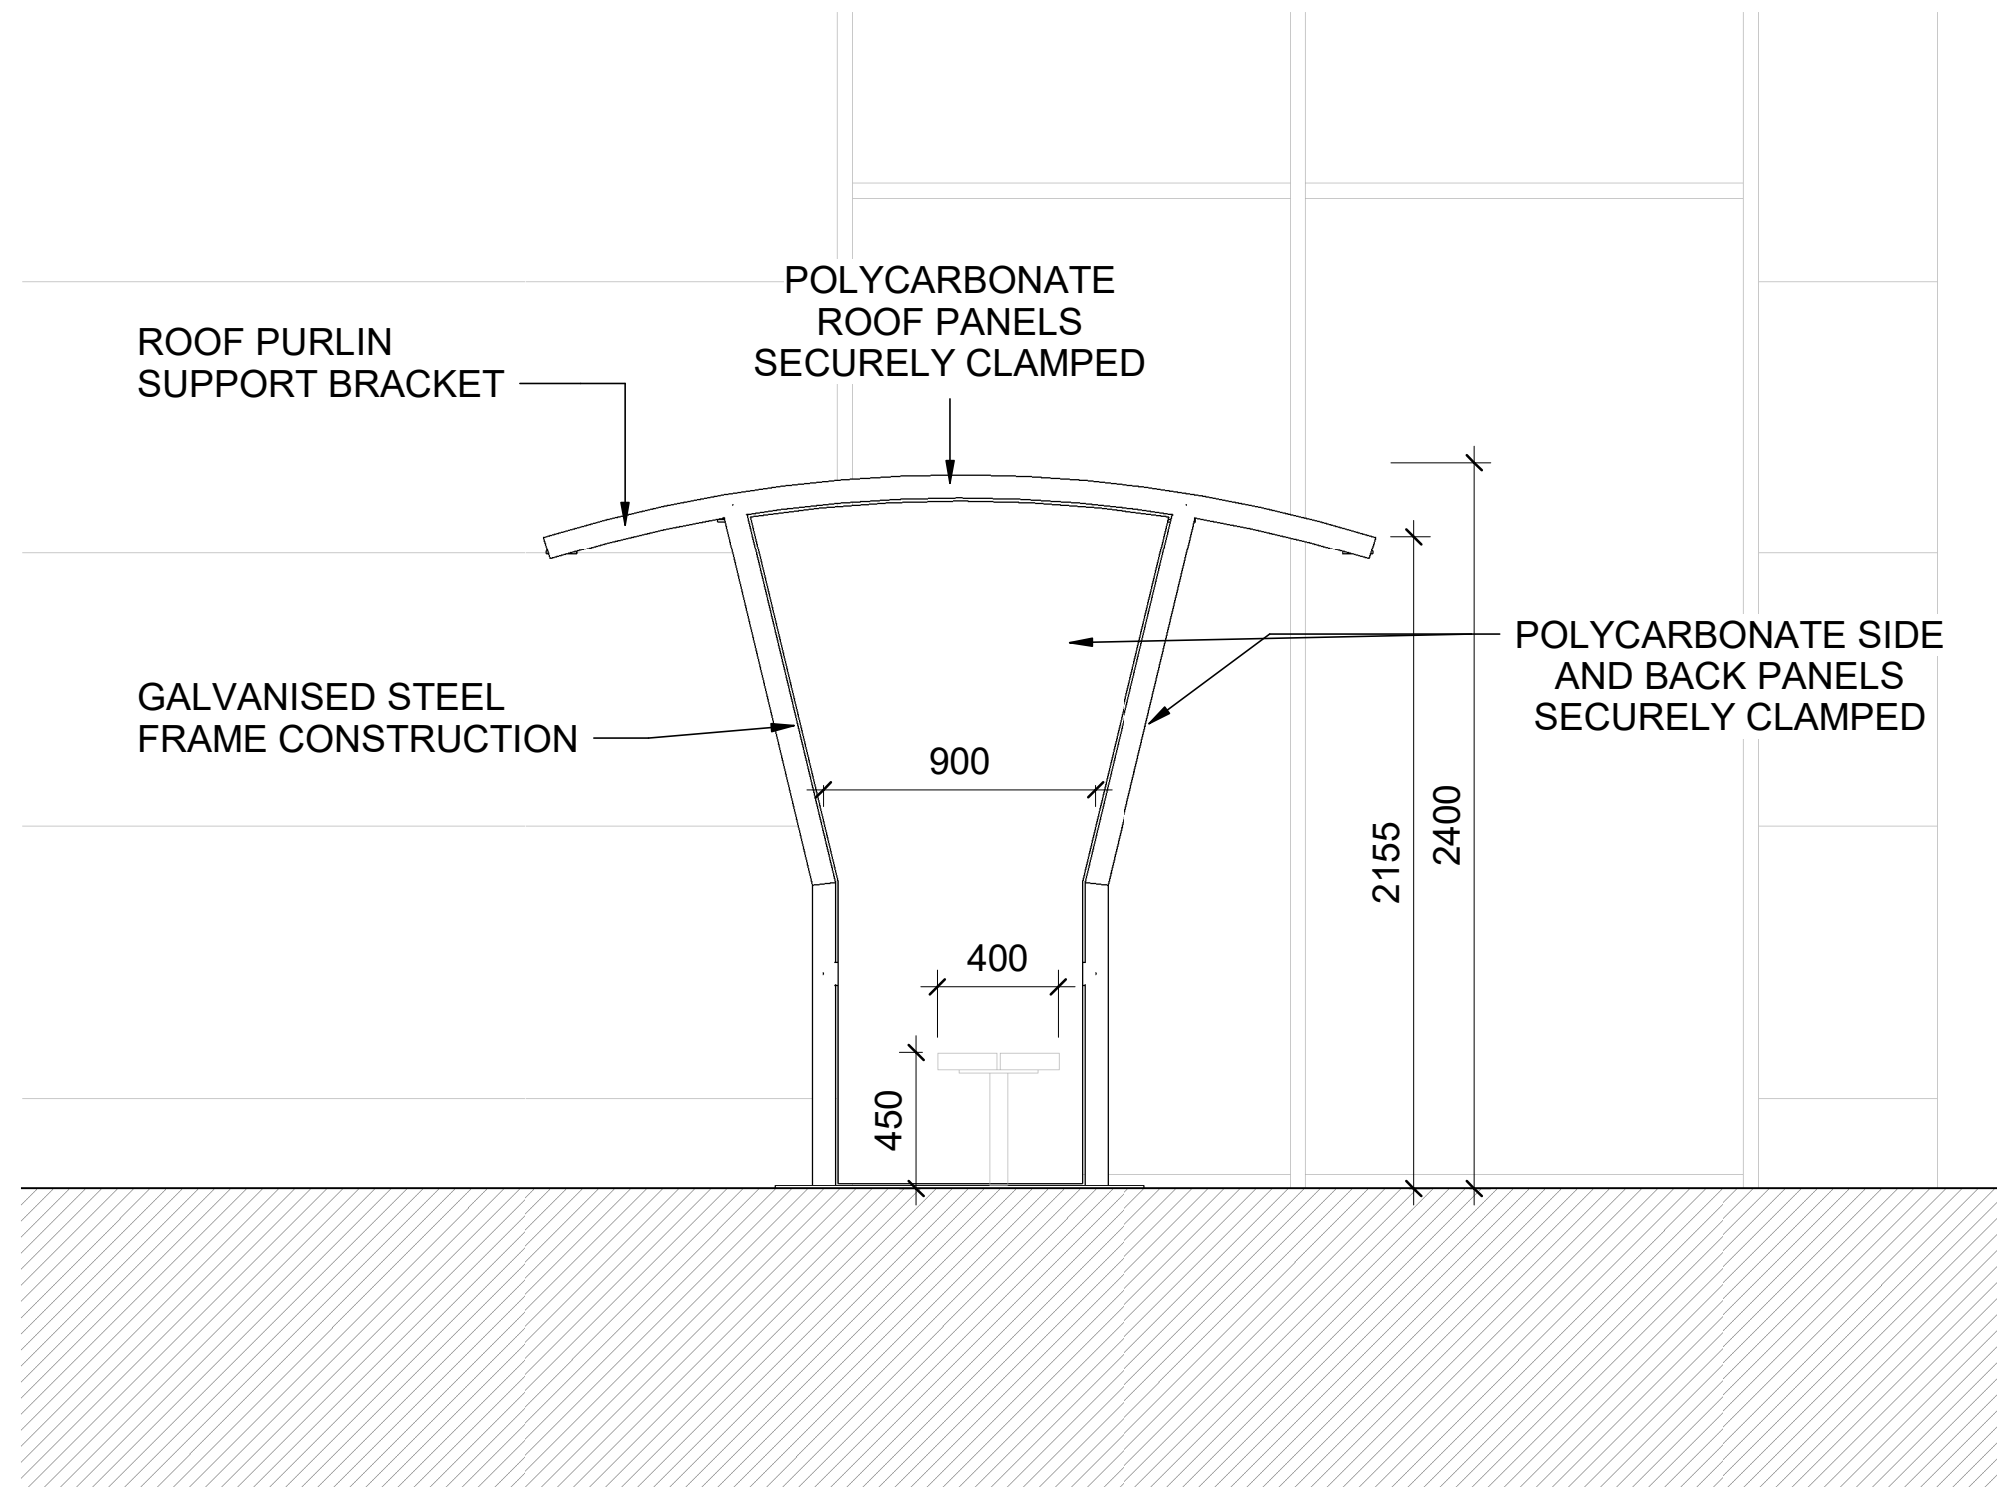 POLYCARBONATE
ROOF PANELS
SECURELY CLAMPED
ROOF PURLIN
SUPPORT BRACKET
POLYCARBONATE SIDE
AND BACK PANELS
SECURELY CLAMPED
GALVANISED STEEL
FRAME CONSTRUCTION
900
2155
2400
400
450